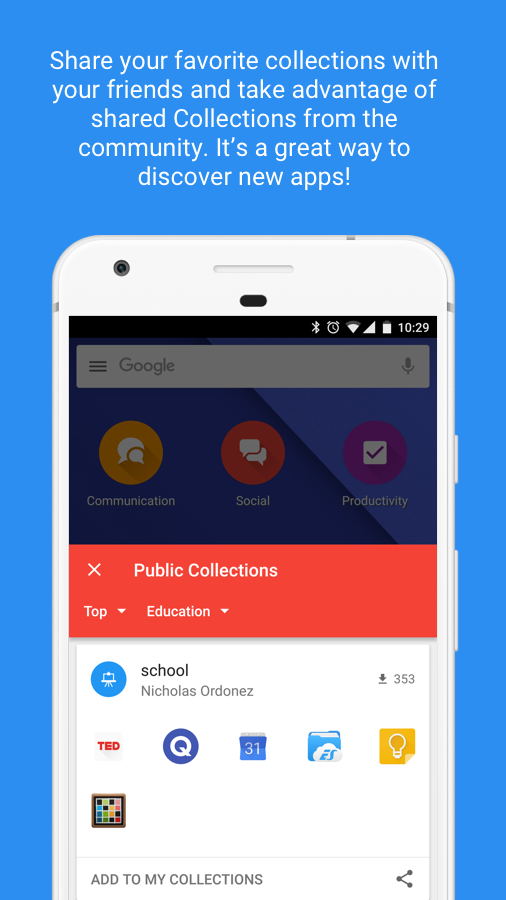 Share your favorite collections with
your friends and take advantage of
shared Collections from the
community. It's a great way to
discover new apps!
10:29
Google
Communication
Social
Productivity
Public Collections
Top
Education
school
Nicholas Ordonez
353
TED
Q
31
ES
ADD TO MY COLLECTIONS